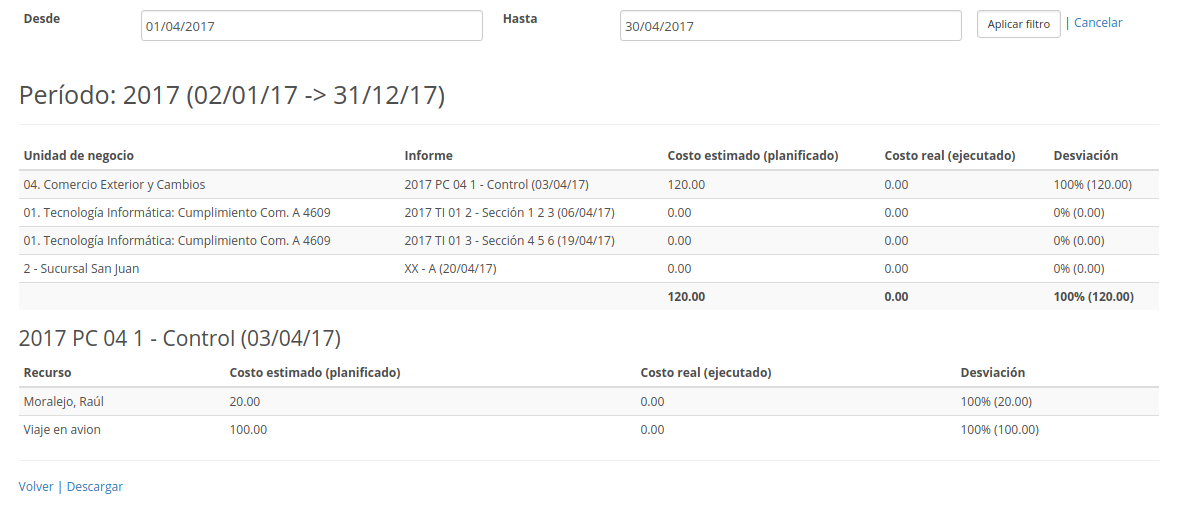 Desde 01/04/2017 Hasta 30/04/2017 Aplicar filtro | Cancelar
Período: 2017 (02/01/17 -> 31/12/17)
Unidad de negocio Informe Costo estimado (planificado) Costo real (ejecutado) Desviación
04. Comercio Exterior y Cambios 2017 PC 04 1 - Control (03/04/17) 120.00 0.00 100% (120.00)
01. Tecnología Informática: Cumplimiento Com. A 4609 2017 TI 01 2 - Sección 1 2 3 (06/04/17) 0.00 0.00 0% (0.00)
01. Tecnología Informática: Cumplimiento Com. A 4609 2017 TI 01 3 - Sección 4 5 6 (19/04/17) 0.00 0.00 0% (0.00)
2 - Sucursal San Juan XX - A (20/04/17) 0.00 0.00 0% (0.00)
120.00 0.00 100% (120.00)
2017 PC 04 1 - Control (03/04/17)
Recurso Costo estimado (planificado) Costo real (ejecutado) Desviación
Moralejo, Raúl 20.00 0.00 100% (20.00)
Viaje en avion 100.00 0.00 100% (100.00)
Volver | Descargar